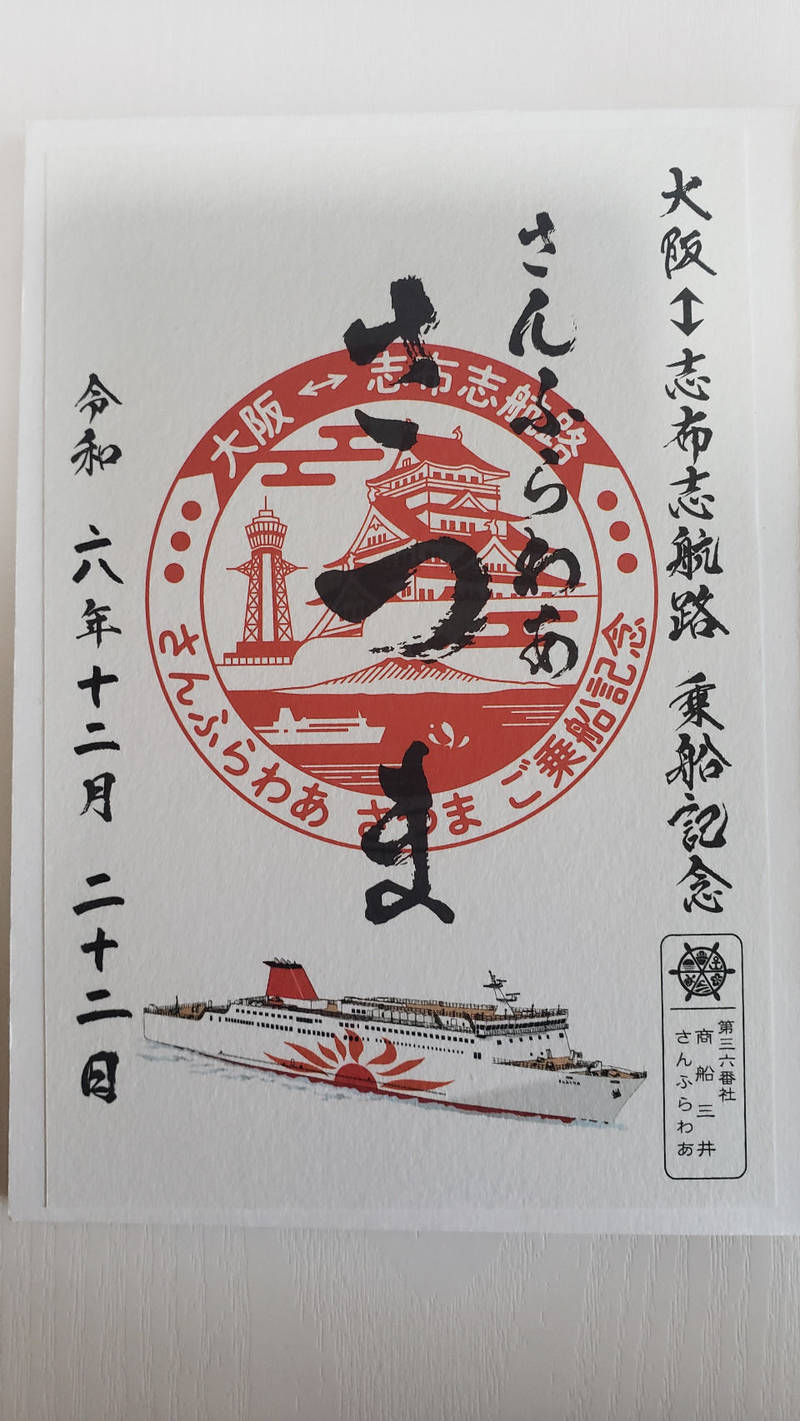 大阪↕志布志航路 乗船記念
さんふらわあ
さつま
令和 六年十二月 二十二日
大阪↔志布志航路
さんふらわあ さつま ご乗船記念
第三六番社
商船三井
さんふらわあ